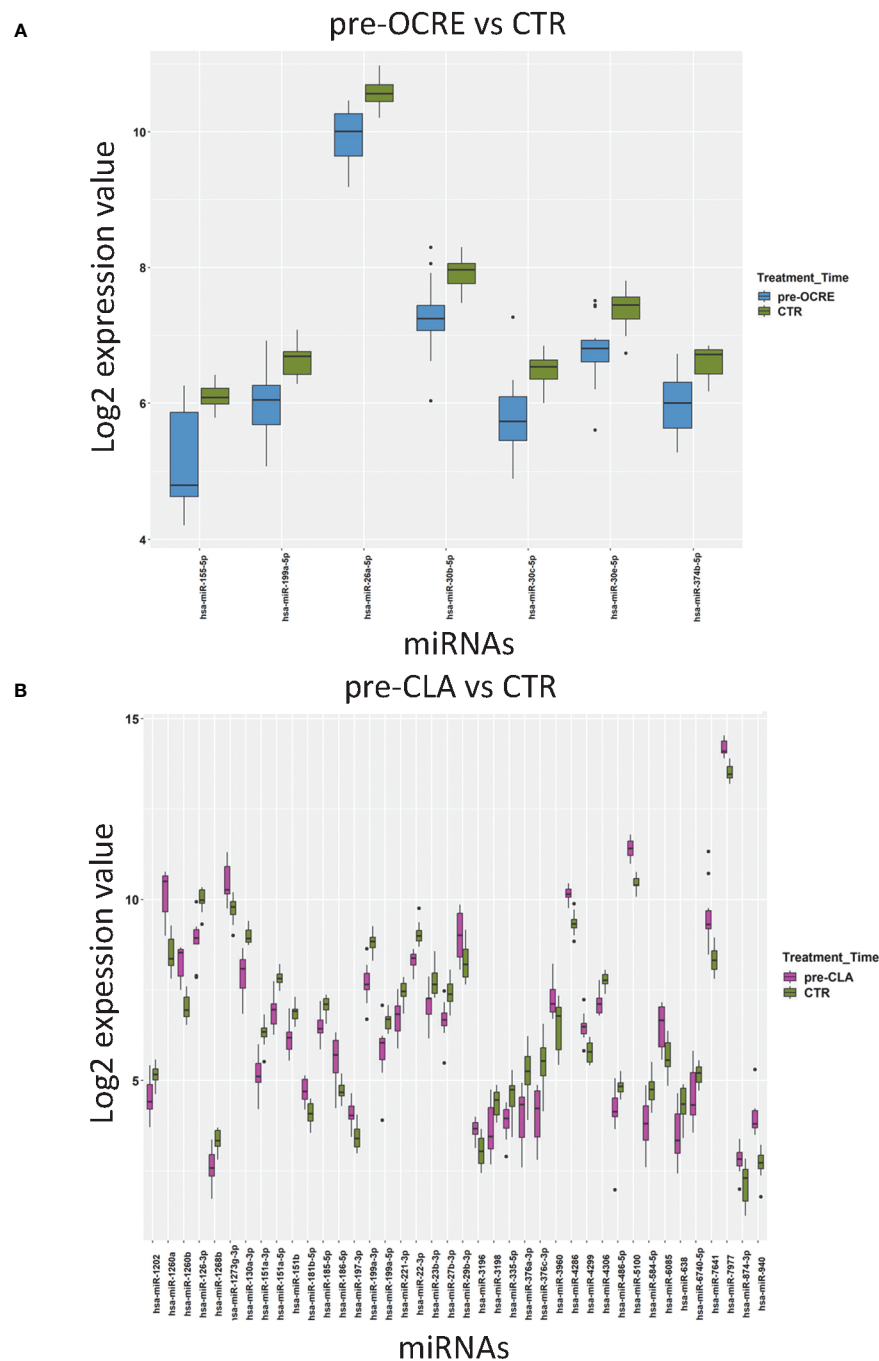 A
pre-OCRE vs CTR
Log2 expression value
10
8
6
4
hsa-miR-155-5p
hsa-miR-199a-5p
hsa-miR-26a-5p
hsa-miR-30b-5p
hsa-miR-30c-5p
hsa-miR-30e-5p
hsa-miR-374b-5p
miRNAs
Treatment_Time
pre-OCRE
CTR
B
pre-CLA vs CTR
Log2 expession value
15
10
5
hsa-miR-1202
hsa-miR-1260a
hsa-miR-1260b
hsa-miR-126-3p
hsa-miR-1268b
hsa-miR-1273g-3p
hsa-miR-130a-3p
hsa-miR-151a-3p
hsa-miR-151a-5p
hsa-miR-151b
hsa-miR-181b-5p
hsa-miR-185-5p
hsa-miR-186-5p
hsa-miR-197-3p
hsa-miR-199a-3p
hsa-miR-199a-5p
hsa-miR-221-3p
hsa-miR-22-3p
hsa-miR-23b-3p
hsa-miR-27b-3p
hsa-miR-29b-3p
hsa-miR-3196
hsa-miR-3198
hsa-miR-335-5p
hsa-miR-376a-3p
hsa-miR-376c-3p
hsa-miR-3960
hsa-miR-4286
hsa-miR-4299
hsa-miR-4306
hsa-miR-486-5p
hsa-miR-5100
hsa-miR-584-5p
hsa-miR-6085
hsa-miR-638
hsa-miR-6740-5p
hsa-miR-7641
hsa-miR-7977
hsa-miR-874-3p
hsa-miR-940
miRNAs
Treatment_Time
pre-CLA
CTR